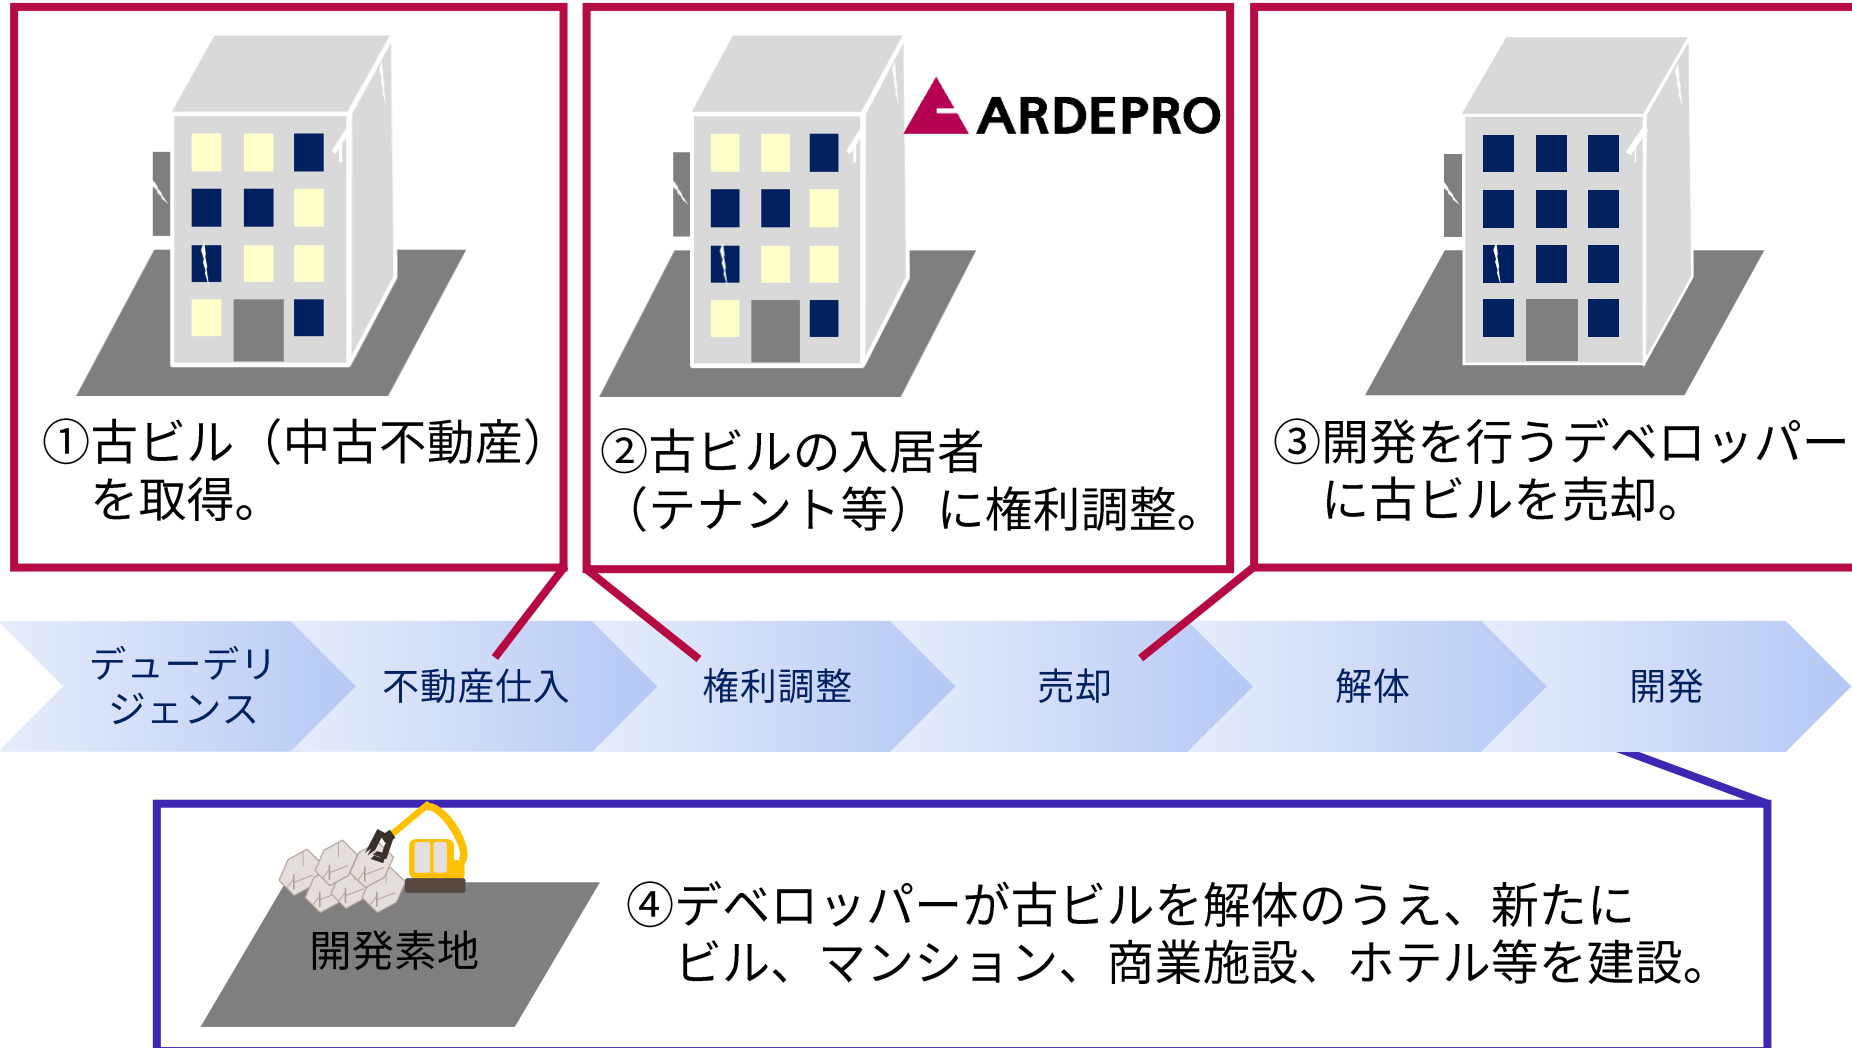 ARDEPRO
①古ビル（中古不動産）
を取得。
②古ビルの入居者
（テナント等）に権利調整。
③開発を行うデベロッパー
に古ビルを売却。
デューデリ
ジェンス
不動産仕入
権利調整
売却
解体
開発
開発素地
④デベロッパーが古ビルを解体のうえ、新たに
ビル、マンション、商業施設、ホテル等を建設。